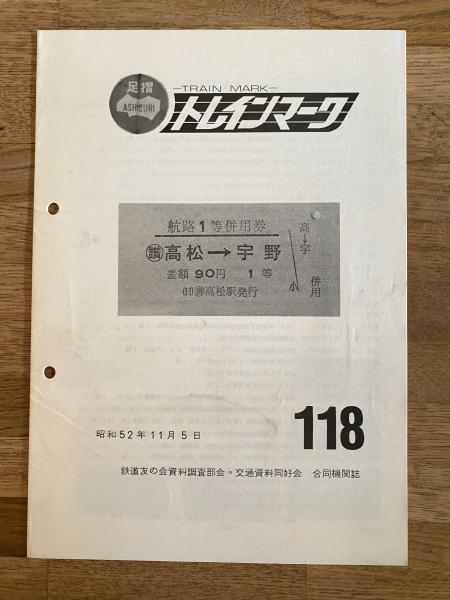 足摺
ASHIZURI
—TRAIN MARK—
トレインマーク
航路1等併用券
讃高松→宇野
差額 90円 1等
高松駅発行
高→宇
小
併用
118
昭和52年11月5日
鉄道友の会資料調査部会・交通資料同好会 合同機関誌